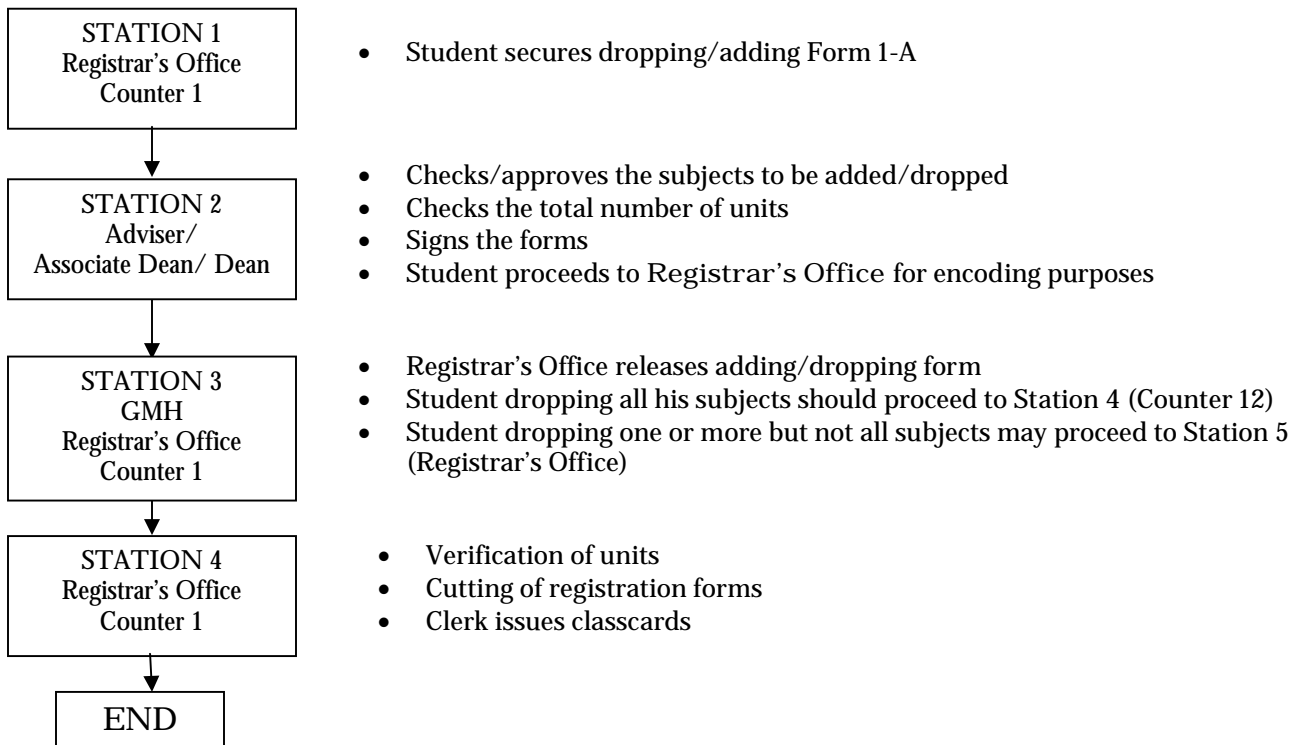 STATION 1
Registrar's Office
Counter 1
• Student secures dropping/adding Form 1-A
STATION 2
Adviser/
Associate Dean/ Dean
• Checks/approves the subjects to be added/dropped
• Checks the total number of units
• Signs the forms
• Student proceeds to Registrar's Office for encoding purposes
STATION 3
GMH
Registrar's Office
Counter 1
• Registrar's Office releases adding/dropping form
• Student dropping all his subjects should proceed to Station 4 (Counter 12)
• Student dropping one or more but not all subjects may proceed to Station 5
(Registrar's Office)
STATION 4
Registrar's Office
Counter 1
• Verification of units
• Cutting of registration forms
• Clerk issues classcards
END